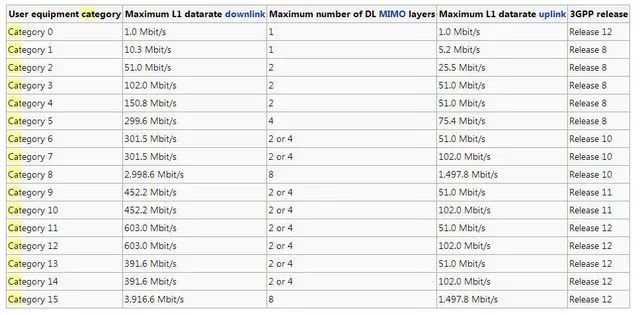 User equipment category Maximum L1 datarate downlink Maximum number of DL MIMO layers Maximum L1 datarate uplink 3GPP release
Category 0 1.0 Mbit/s 1 1.0 Mbit/s Release 12
Category 1 10.3 Mbit/s 1 5.2 Mbit/s Release 8
Category 2 51.0 Mbit/s 2 25.5 Mbit/s Release 8
Category 3 102.0 Mbit/s 2 51.0 Mbit/s Release 8
Category 4 150.8 Mbit/s 2 51.0 Mbit/s Release 8
Category 5 299.6 Mbit/s 4 75.4 Mbit/s Release 8
Category 6 301.5 Mbit/s 2 or 4 51.0 Mbit/s Release 10
Category 7 301.5 Mbit/s 2 or 4 102.0 Mbit/s Release 10
Category 8 2,998.6 Mbit/s 8 1.497.8 Mbit/s Release 10
Category 9 452.2 Mbit/s 2 or 4 51.0 Mbit/s Release 11
Category 10 452.2 Mbit/s 2 or 4 102.0 Mbit/s Release 11
Category 11 603.0 Mbit/s 2 or 4 51.0 Mbit/s Release 12
Category 12 603.0 Mbit/s 2 or 4 102.0 Mbit/s Release 12
Category 13 391.6 Mbit/s 2 or 4 51.0 Mbit/s Release 12
Category 14 391.6 Mbit/s 2 or 4 102.0 Mbit/s Release 12
Category 15 3.916.6 Mbit/s 8 1.497.8 Mbit/s Release 12